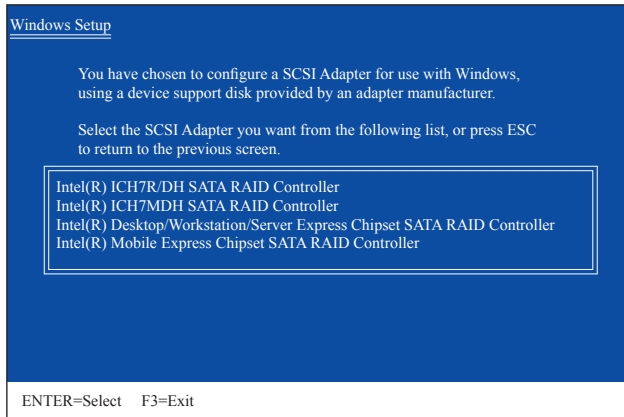 Windows Setup
You have chosen to configure a SCSI Adapter for use with Windows,
using a device support disk provided by an adapter manufacturer.
Select the SCSI Adapter you want from the following list, or press ESC
to return to the previous screen.
Intel(R) ICH7R/DH SATA RAID Controller
Intel(R) ICH7MDH SATA RAID Controller
Intel(R) Desktop/Workstation/Server Express Chipset SATA RAID Controller
Intel(R) Mobile Express Chipset SATA RAID Controller
ENTER=Select F3=Exit